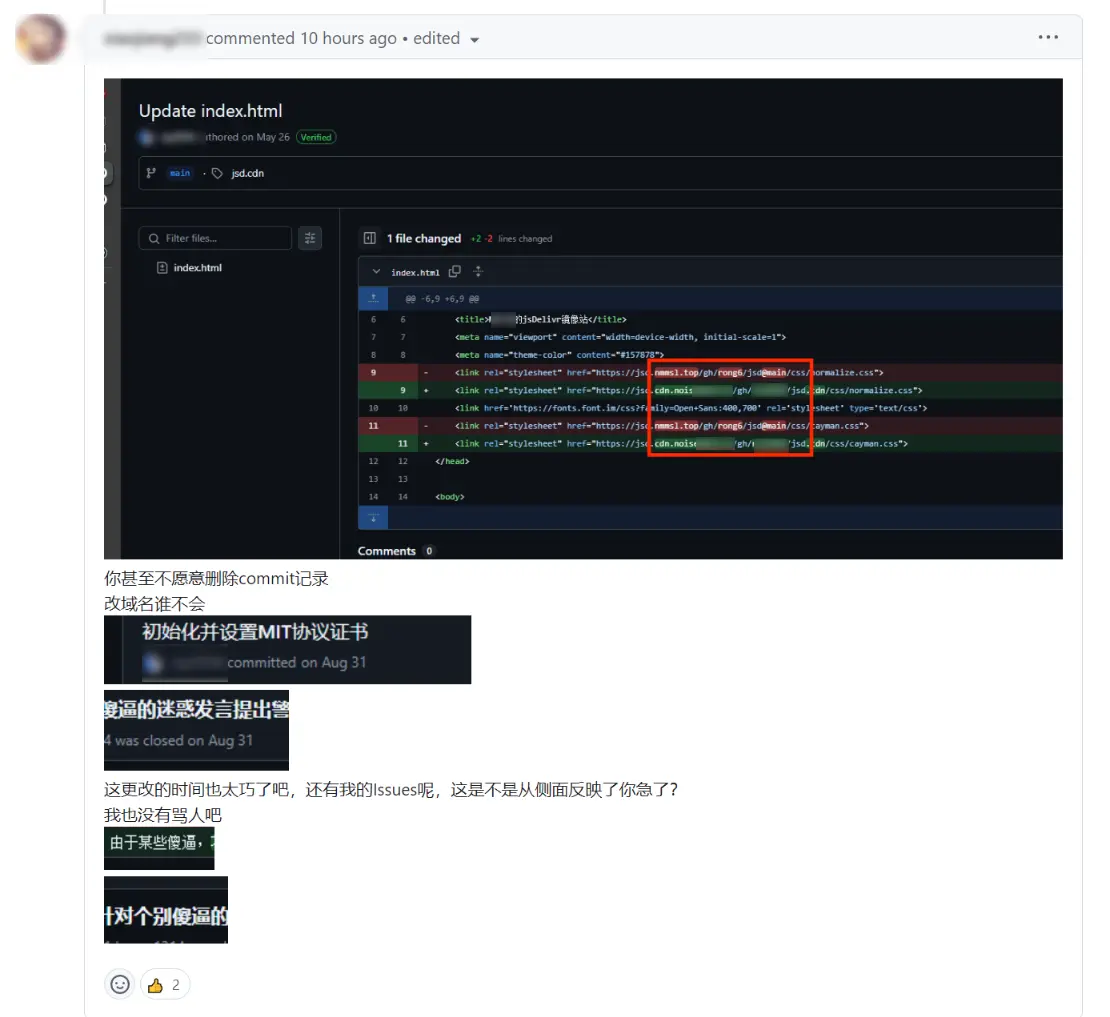 commented 10 hours ago • edited
Update index.html
thored on May 26 Verified
main · jsd.cdn
Filter files...
index.html
1 file changed +2 -2 lines changed
index.html
@@ -6,9 +6,9 @@
6 6 <title> 的jsDelivr镜像站</title>
7 7 <meta name="viewport" content="width=device-width, initial-scale=1">
8 8 <meta name="theme-color" content="#157878">
9 - <link rel="stylesheet" href="https://jsd.nmmsl.top/gh/rong6/jsd@main/css/normalize.css">
9 + <link rel="stylesheet" href="https://jsd.cdn.nois /gh/ /jsd.cdn/css/normalize.css">
10 10 <link href='https://fonts.font.im/css?family=Open+Sans:400,700' rel='stylesheet' type='text/css'>
11 - <link rel="stylesheet" href="https://jsd.nmmsl.top/gh/rong6/jsd@main/css/cayman.css">
11 + <link rel="stylesheet" href="https://jsd.cdn.noise /gh/ /jsd.cdn/css/cayman.css">
12 12 </head>
13 13
14 14 <body>
Comments 0
你甚至不愿意删除commit记录
改域名谁不会
初始化并设置MIT协议证书
committed on Aug 31
傻逼的迷惑发言提出警
4 was closed on Aug 31
这更改的时间也太巧了吧，还有我的Issues呢，这是不是从侧面反映了你急了?
我也没有骂人吧
由于某些傻逼，
针对个别傻逼的
2